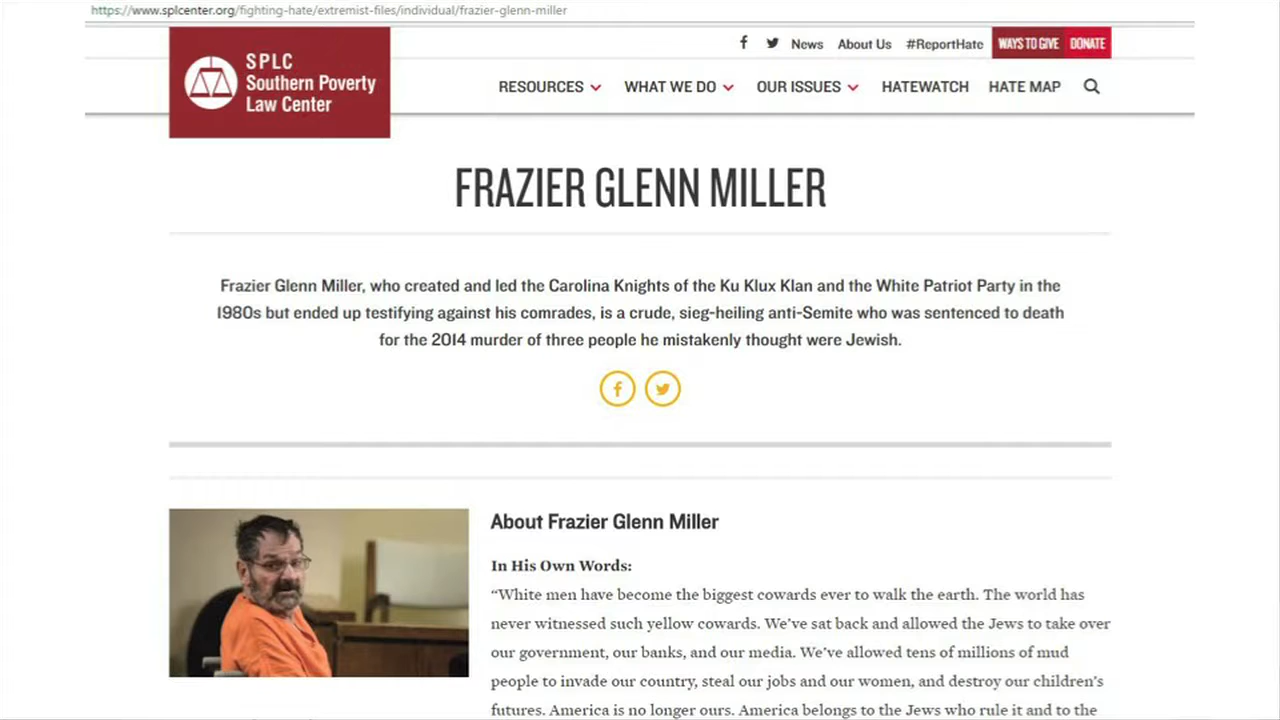 https://www.splcenter.org/fighting-hate/extremist-files/individual/frazier-glenn-miller
News About Us #ReportHate WAYS TO GIVE DONATE
SPLC
Southern Poverty
Law Center
RESOURCES WHAT WE DO OUR ISSUES HATEWATCH HATE MAP
FRAZIER GLENN MILLER
Frazier Glenn Miller, who created and led the Carolina Knights of the Ku Klux Klan and the White Patriot Party in the
1980s but ended up testifying against his comrades, is a crude, sieg-heiling anti-Semite who was sentenced to death
for the 2014 murder of three people he mistakenly thought were Jewish.
About Frazier Glenn Miller
In His Own Words:
“White men have become the biggest cowards ever to walk the earth. The world has
never witnessed such yellow cowards. We’ve sat back and allowed the Jews to take over
our government, our banks, and our media. We’ve allowed tens of millions of mud
people to invade our country, steal our jobs and our women, and destroy our children’s
futures. America is no longer ours. America belongs to the Jews who rule it and to the